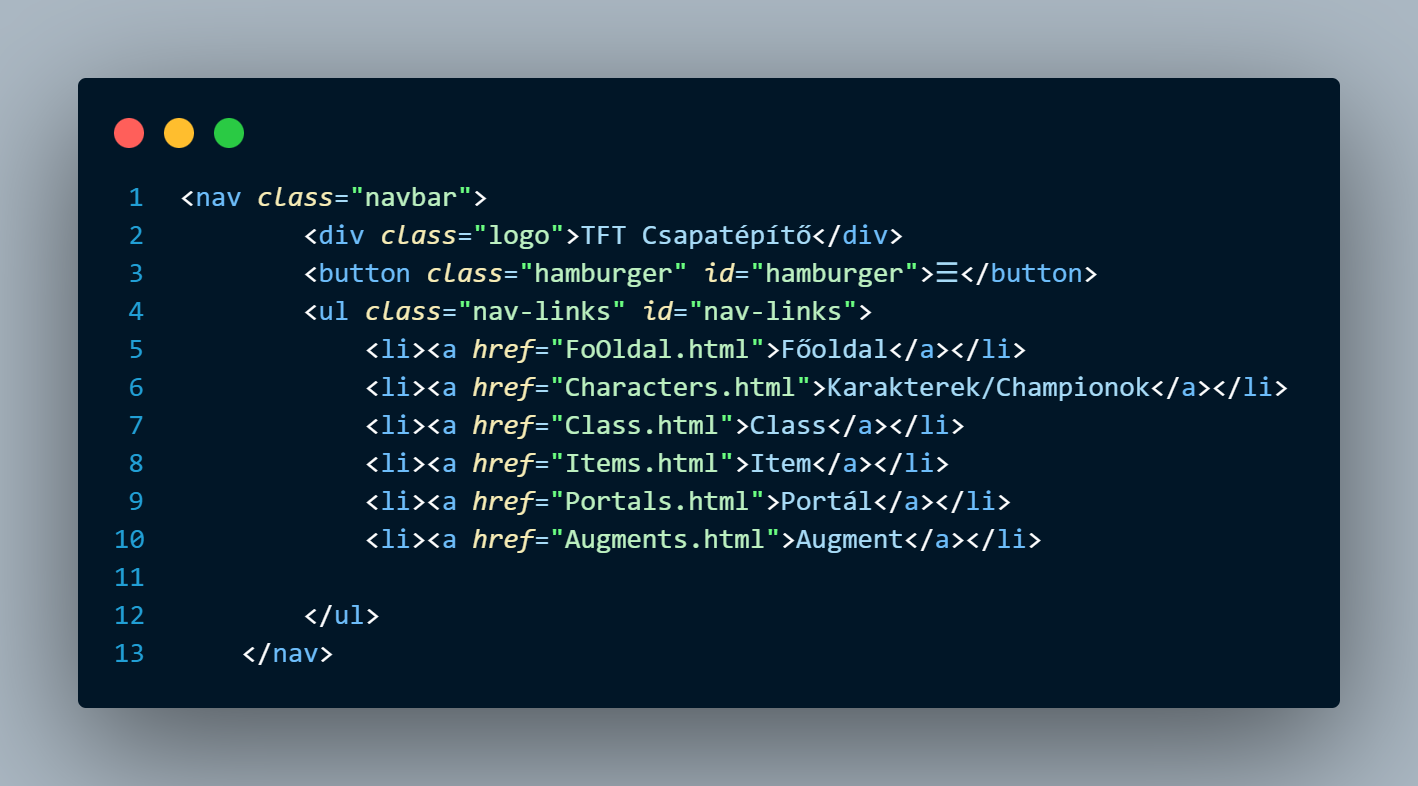 1 <nav class="navbar">
2 <div class="logo">TFT Csapatépítő</div>
3 <button class="hamburger" id="hamburger">☰</button>
4 <ul class="nav-links" id="nav-links">
5 <li><a href="FoOldal.html">Főoldal</a></li>
6 <li><a href="Characters.html">Karakterek/Championok</a></li>
7 <li><a href="Class.html">Class</a></li>
8 <li><a href="Items.html">Item</a></li>
9 <li><a href="Portals.html">Portál</a></li>
10 <li><a href="Augments.html">Augment</a></li>
11
12 </ul>
13 </nav>